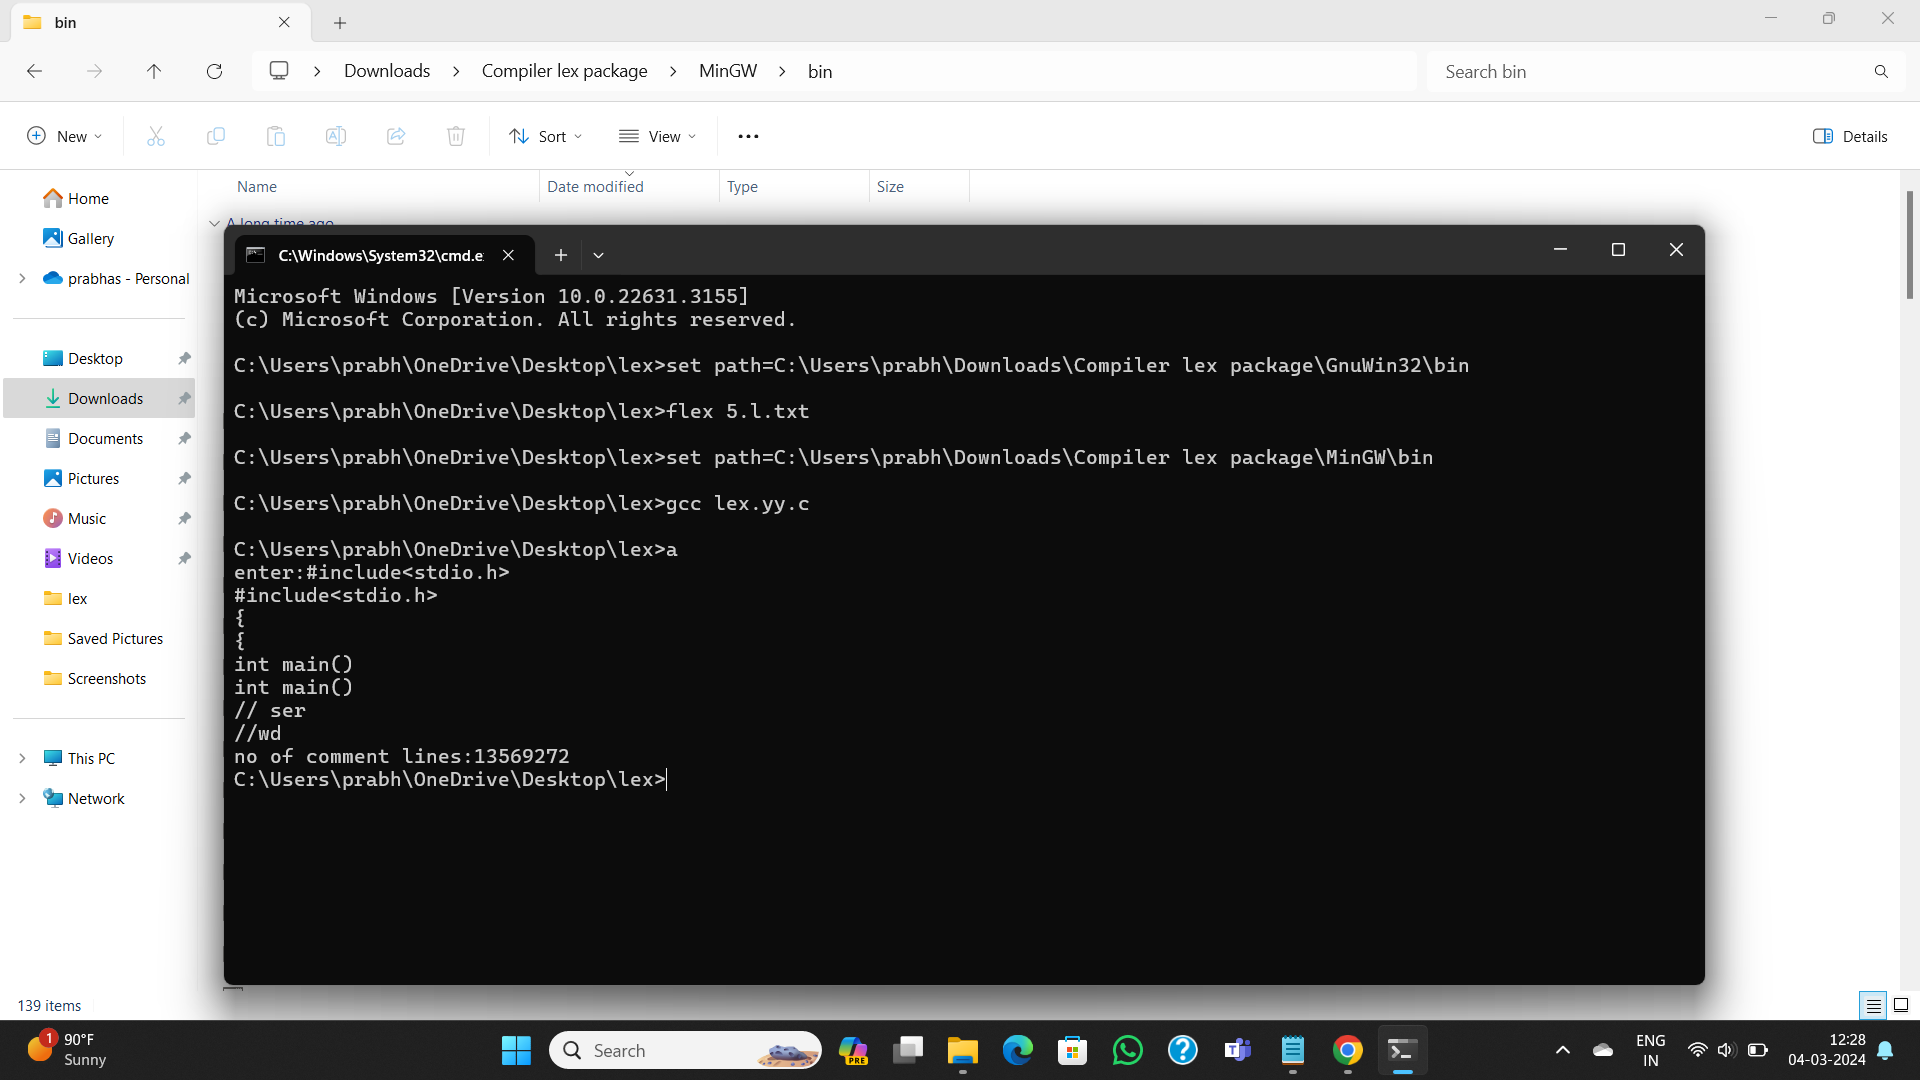 bin
Downloads
Compiler lex package
MinGW
bin
Search bin
New
Sort
View
Details
Name
Date modified
Type
Size
A long time ago
Home
Gallery
prabhas - Personal
Desktop
Downloads
Documents
Pictures
Music
Videos
lex
Saved Pictures
Screenshots
This PC
Network
139 items
C:\Windows\System32\cmd.e
Microsoft Windows [Version 10.0.22631.3155]
(c) Microsoft Corporation. All rights reserved.
C:\Users\prabh\OneDrive\Desktop\lex>set path=C:\Users\prabh\Downloads\Compiler lex package\GnuWin32\bin
C:\Users\prabh\OneDrive\Desktop\lex>flex 5.l.txt
C:\Users\prabh\OneDrive\Desktop\lex>set path=C:\Users\prabh\Downloads\Compiler lex package\MinGW\bin
C:\Users\prabh\OneDrive\Desktop\lex>gcc lex.yy.c
C:\Users\prabh\OneDrive\Desktop\lex>a
enter:#include<stdio.h>
#include<stdio.h>
{
{
int main()
int main()
// ser
//wd
no of comment lines:13569272
C:\Users\prabh\OneDrive\Desktop\lex>
1
90°F
Sunny
Search
PRE
ENG
IN
12:28
04-03-2024